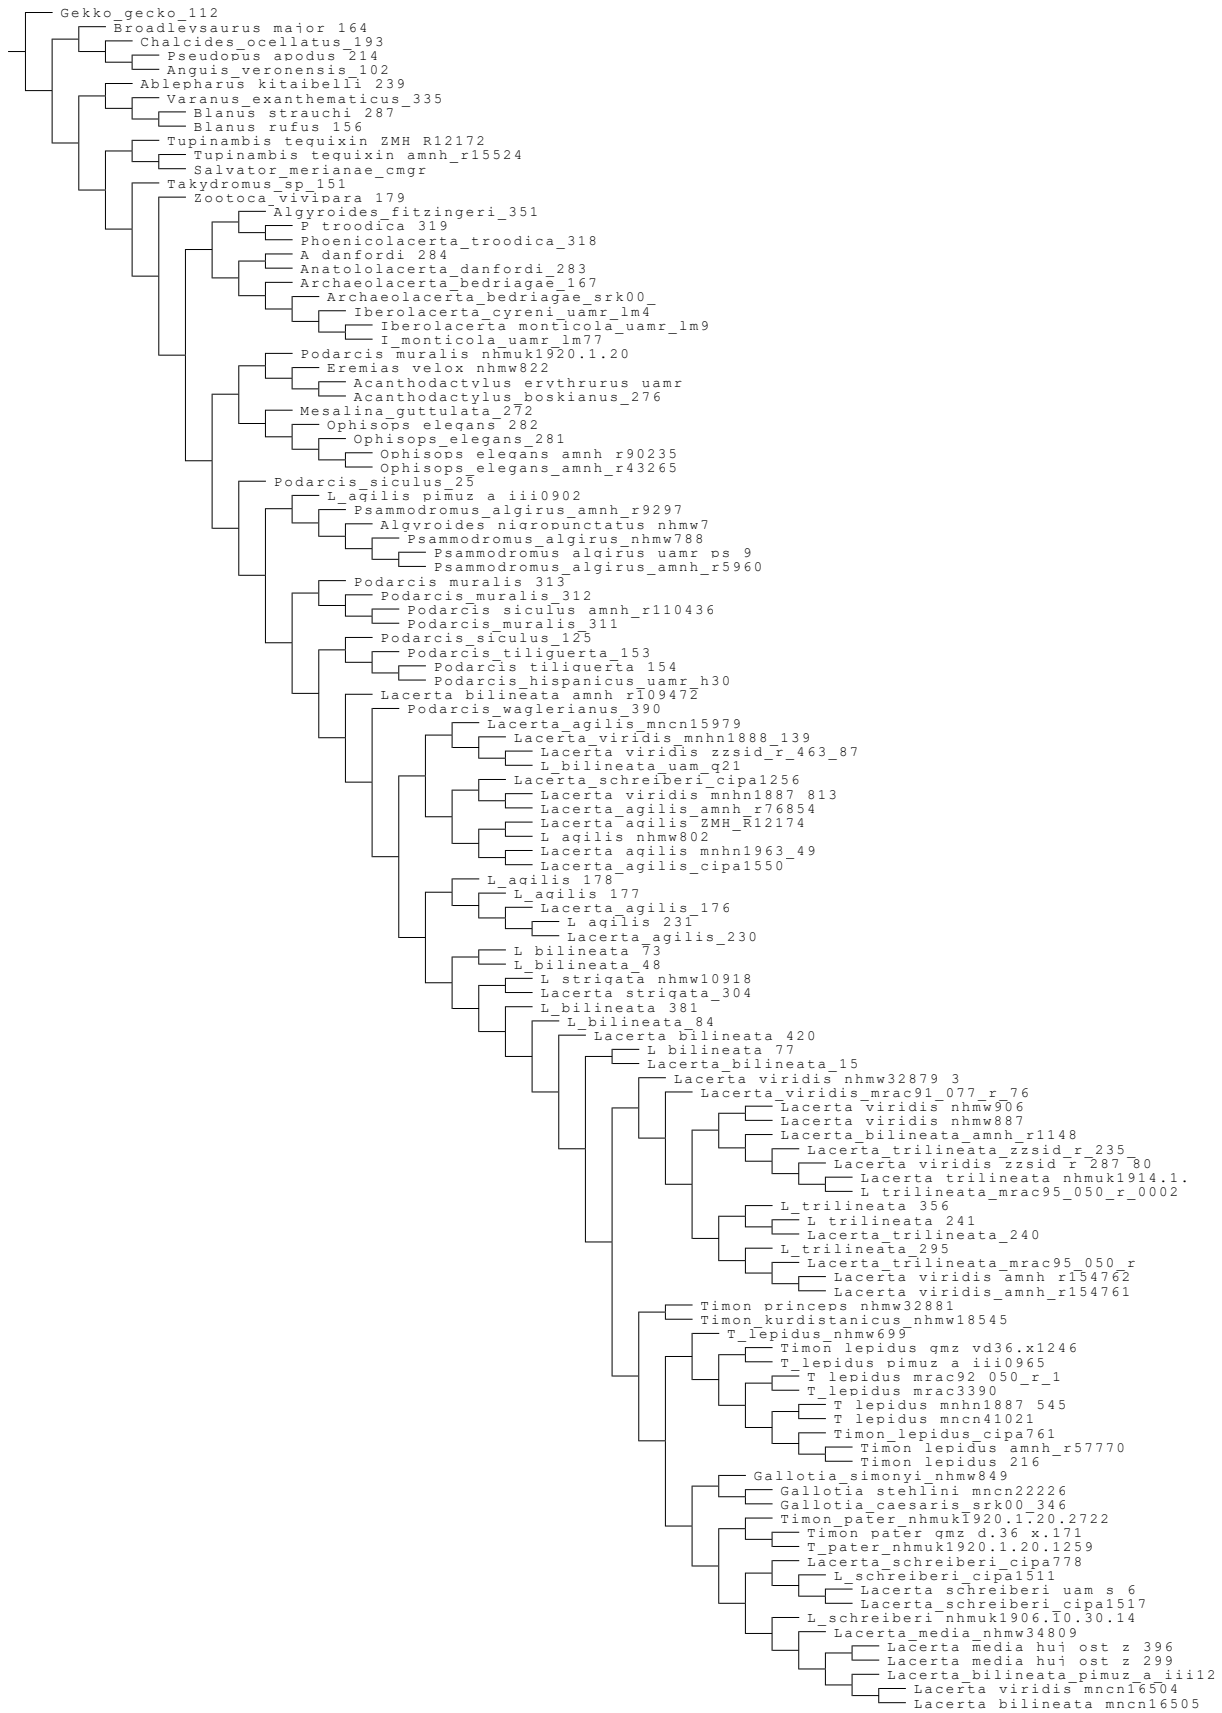 Gekko_gecko_112
Broadleysaurus_major_164
Chalcides_ocellatus_193
Pseudopus_apodus_214
Anguis_veronensis_102
Ablepharus_kitaibelli_239
Varanus_exanthematicus_335
Blanus_strauchi_287
Blanus_rufus_156
Tupinambis_teguixin_ZMH_R12172
Tupinambis_teguixin_amnh_r15524
Salvator_merianae_cmgr
Takydromus_sp_151
Zootoca_vivipara_179
Algyroides_fitzingeri_351
P_troodica_319
Phoenicolacerta_troodica_318
A_danfordi_284
Anatololacerta_danfordi_283
Archaeolacerta_bedriagae_167
Archaeolacerta_bedriagae_srk00_
Iberolacerta_cyreni_uamr_lm4
Iberolacerta_monticola_uamr_lm9
I_monticola_uamr_lm77
Podarcis_muralis_nhmuk1920.1.20
Eremias_velox_nhmw822
Acanthodactylus_erythrurus_uamr
Acanthodactylus_boskianus_276
Mesalina_guttulata_272
Ophisops_elegans_282
Ophisops_elegans_281
Ophisops_elegans_amnh_r90235
Ophisops_elegans_amnh_r43265
Podarcis_siculus_25
L_agilis_pimuz_a_iii0902
Psammodromus_algirus_amnh_r9297
Algyroides_nigropunctatus_nhmw7
Psammodromus_algirus_nhmw788
Psammodromus_algirus_uamr_ps_9
Psammodromus_algirus_amnh_r5960
Podarcis_muralis_313
Podarcis_muralis_312
Podarcis_siculus_amnh_r110436
Podarcis_muralis_311
Podarcis_siculus_125
Podarcis_tiliguerta_153
Podarcis_tiliguerta_154
Podarcis_hispanicus_uamr_h30
Lacerta_bilineata_amnh_r109472
Podarcis_waglerianus_390
Lacerta_agilis_mncn15979
Lacerta_viridis_mnhn1888_139
Lacerta_viridis_zzsid_r_463_87
L_bilineata_uam_q21
Lacerta_schreiberi_cipa1256
Lacerta_viridis_mnhn1887_813
Lacerta_agilis_amnh_r76854
Lacerta_agilis_ZMH_R12174
L_agilis_nhmw802
Lacerta_agilis_mnhn1963_49
Lacerta_agilis_cipa1550
L_agilis_178
L_agilis_177
Lacerta_agilis_176
L_agilis_231
Lacerta_agilis_230
L_bilineata_73
L_bilineata_48
L_strigata_nhmw10918
Lacerta_strigata_304
L_bilineata_381
L_bilineata_84
Lacerta_bilineata_420
L_bilineata_77
Lacerta_bilineata_15
Lacerta_viridis_nhmw32879_3
Lacerta_viridis_mrac91_077_r_76
Lacerta_viridis_nhmw906
Lacerta_viridis_nhmw887
Lacerta_bilineata_amnh_r1148
Lacerta_trilineata_zzsid_r_235_
Lacerta_viridis_zzsid_r_287_80
Lacerta_trilineata_nhmuk1914.1.
L_trilineata_mrac95_050_r_0002
L_trilineata_356
L_trilineata_241
Lacerta_trilineata_240
L_trilineata_295
Lacerta_trilineata_mrac95_050_r
Lacerta_viridis_amnh_r154762
Lacerta_viridis_amnh_r154761
Timon_princeps_nhmw32881
Timon_kurdistanicus_nhmw18545
T_lepidus_nhmw699
Timon_lepidus_gmz_vd36.x1246
T_lepidus_pimuz_a_iii0965
T_lepidus_mrac92_050_r_1
T_lepidus_mrac3390
T_lepidus_mnhn1887_545
T_lepidus_mncn41021
Timon_lepidus_cipa761
Timon_lepidus_amnh_r57770
Timon_lepidus_216
Gallotia_simonyi_nhmw849
Gallotia_stehlini_mncn22226
Gallotia_caesaris_srk00_346
Timon_pater_nhmuk1920.1.20.2722
Timon_pater_gmz_d.36_x.171
T_pater_nhmuk1920.1.20.1259
Lacerta_schreiberi_cipa778
L_schreiberi_cipa1511
Lacerta_schreiberi_uam_s_6
Lacerta_schreiberi_cipa1517
L_schreiberi_nhmuk1906.10.30.14
Lacerta_media_nhmw34809
Lacerta_media_huj_ost_z_396
Lacerta_media_huj_ost_z_299
Lacerta_bilineata_pimuz_a_iii12
Lacerta_viridis_mncn16504
Lacerta_bilineata_mncn16505